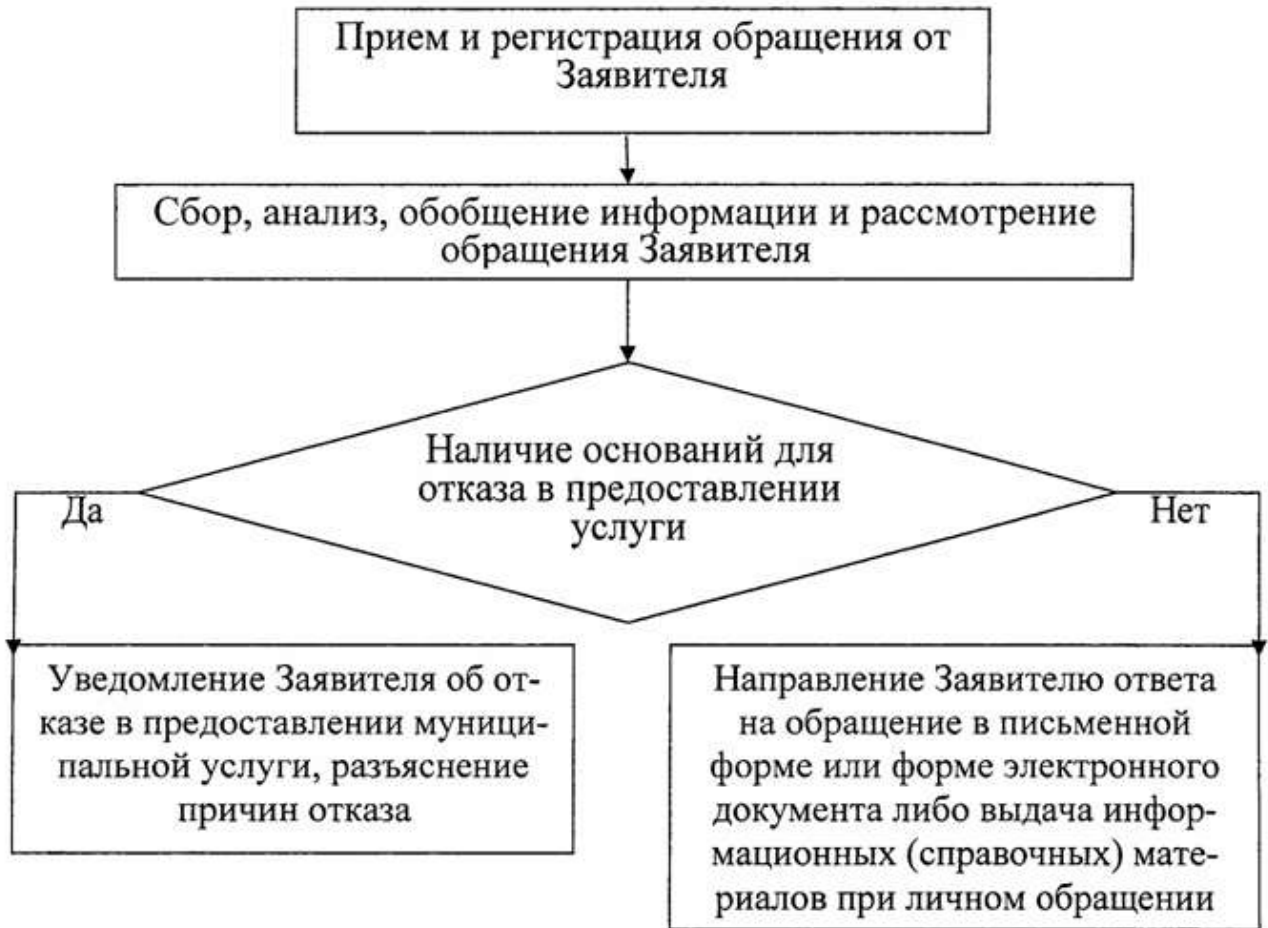 Прием и регистрация обращения от
Заявителя
Сбор, анализ, обобщение информации и рассмотрение
обращения Заявителя
Наличие оснований для
отказа в предоставлении
услуги
Да
Нет
Уведомление Заявителя об от-
казе в предоставлении муници-
пальной услуги, разъяснение
причин отказа
Направление Заявителю ответа
на обращение в письменной
форме или форме электронного
документа либо выдача инфор-
мационных (справочных) мате-
риалов при личном обращении